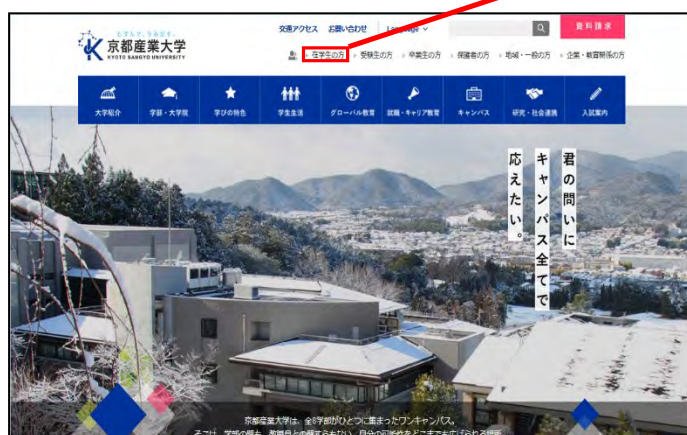 むすんで、うみだす。
京都産業大学
KYOTO SANGYO UNIVERSITY
交通アクセス お問い合わせ Language
資料請求
在学生の方 受験生の方 卒業生の方 保護者の方 地域・一般の方 企業・教育関係の方
大学紹介 学部・大学院 学びの特色 学生生活 グローバル教育 就職・キャリア教育 キャンパス 研究・社会連携 入試案内
君の問いに
キャンパス全てで
応えたい。
京都産業大学は、全9学部がひとつに集まったワンキャンパス。